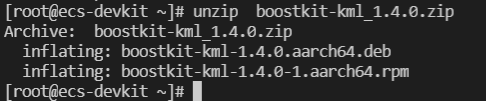 [root@ecs-devkit ~]# unzip  boostkit-kml_1.4.0.zip
Archive:  boostkit-kml_1.4.0.zip
  inflating: boostkit-kml-1.4.0.aarch64.deb
  inflating: boostkit-kml-1.4.0-1.aarch64.rpm
[root@ecs-devkit ~]#